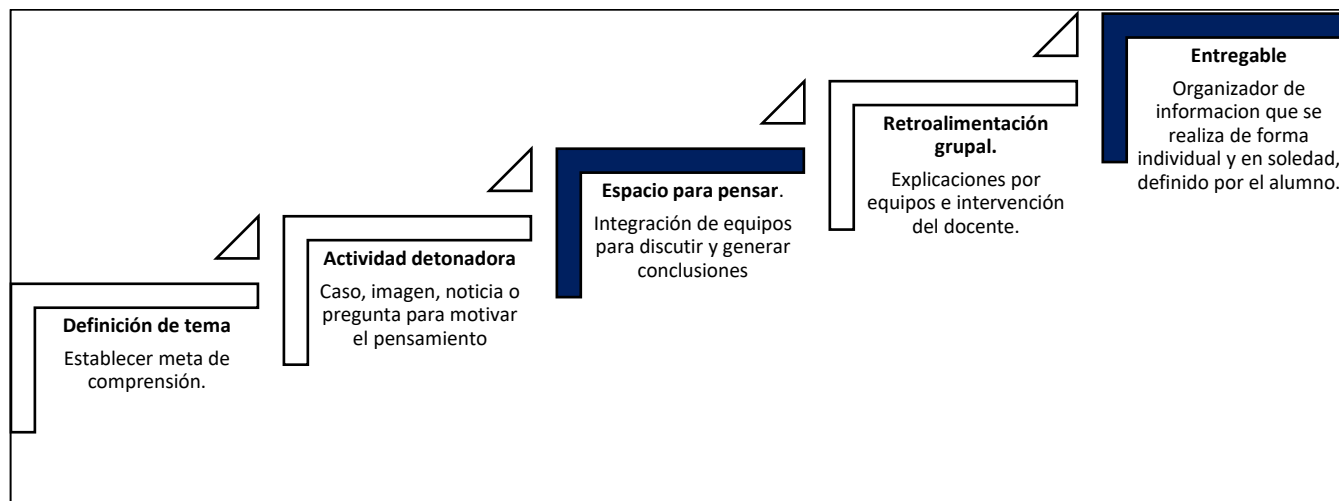 Definición de tema
Establecer meta de
comprensión.
Actividad detonadora
Caso, imagen, noticia o
pregunta para motivar
el pensamiento
Espacio para pensar.
Integración de equipos
para discutir y generar
conclusiones
Retroalimentación
grupal.
Explicaciones por
equipos e intervención
del docente.
Entregable
Organizador de
informacion que se
realiza de forma
individual y en soledad,
definido por el alumno.